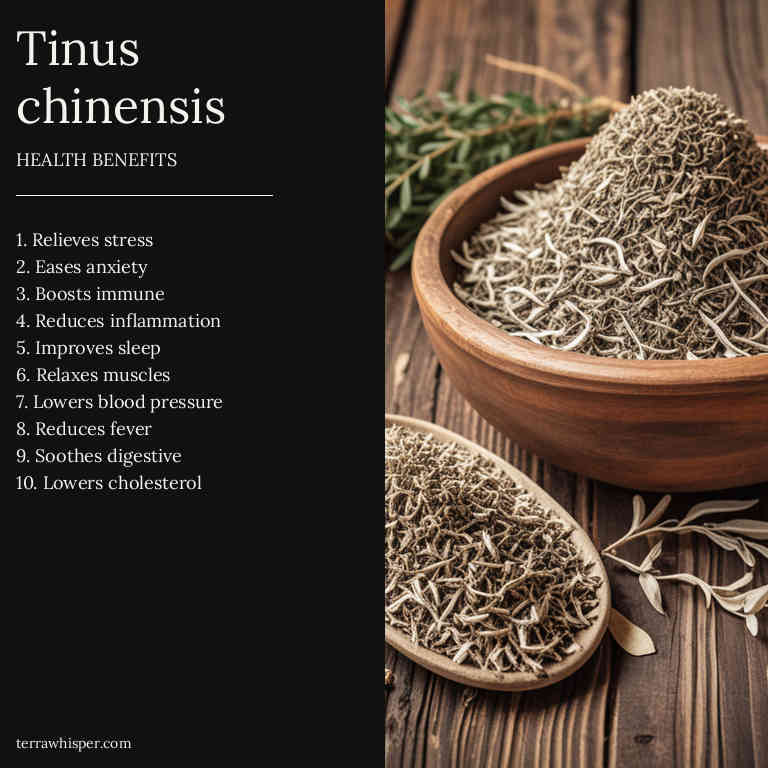 Tinus
chinensis
HEALTH BENEFITS
1. Relieves stress
2. Eases anxiety
3. Boosts immune
4. Reduces inflammation
5. Improves sleep
6. Relaxes muscles
7. Lowers blood pressure
8. Reduces fever
9. Soothes digestive
10. Lowers cholesterol
terrawhisper.com